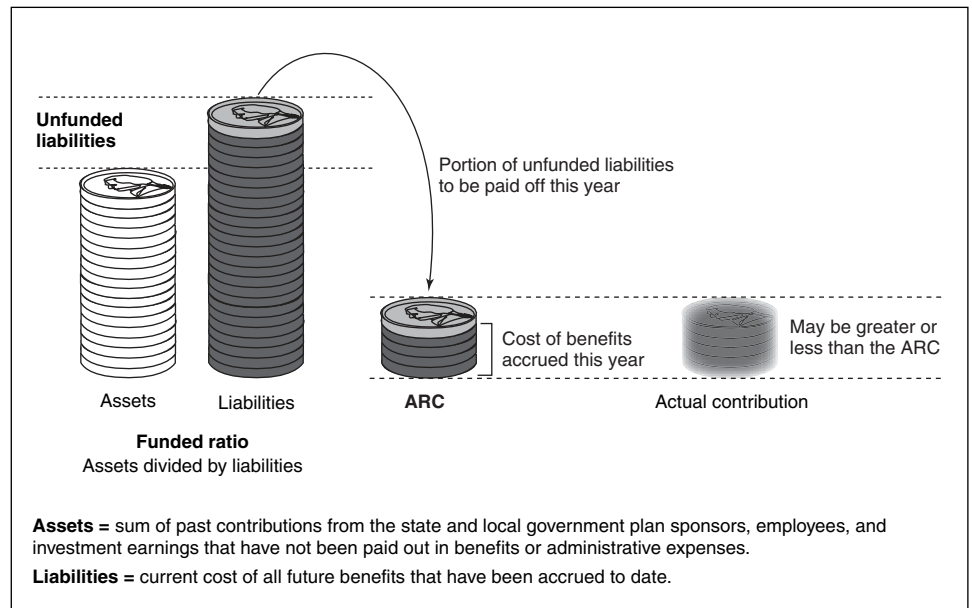 Unfunded
liabilities
Portion of unfunded liabilities
to be paid off this year
Cost of benefits
accrued this year
May be greater or
less than the ARC
Assets
Liabilities
ARC
Actual contribution
Funded ratio
Assets divided by liabilities
Assets = sum of past contributions from the state and local government plan sponsors, employees, and
investment earnings that have not been paid out in benefits or administrative expenses.
Liabilities = current cost of all future benefits that have been accrued to date.